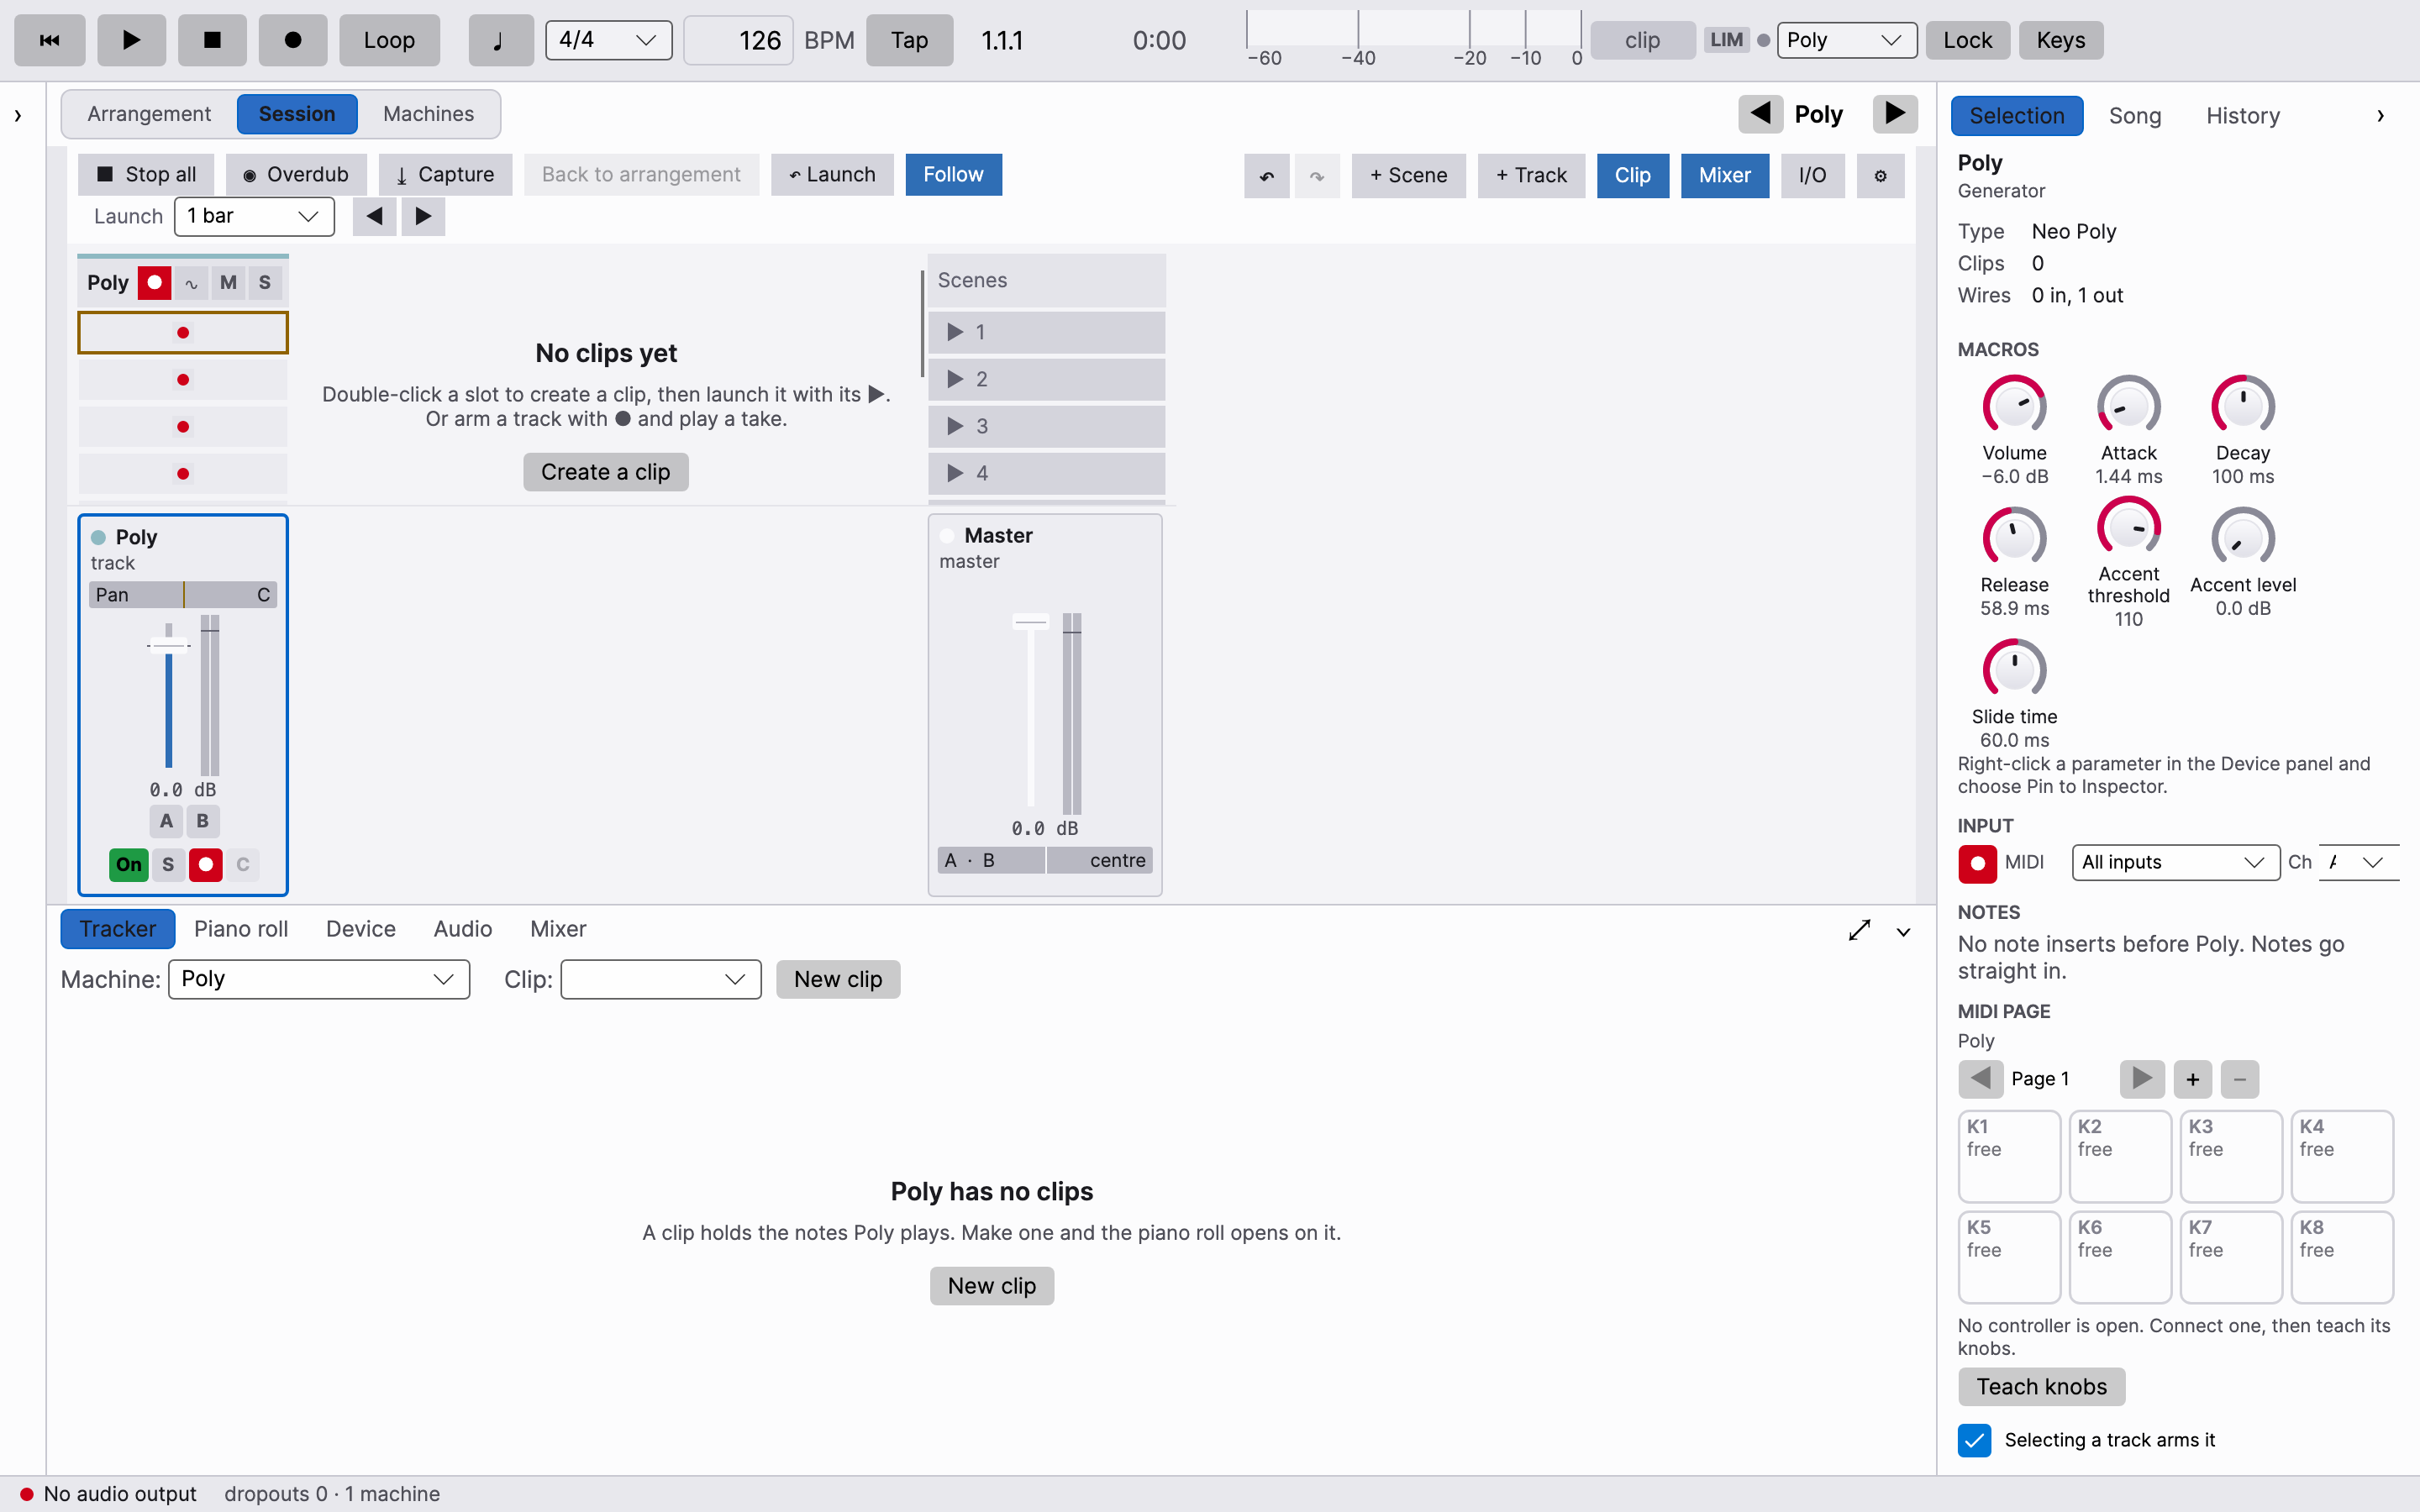 Loop
4/4
126 BPM
Tap
1.1.1
0:00
−60 −40 −20 −10 0
clip
LIM
Poly
Lock
Keys
Arrangement
Session
Machines
Poly
Selection
Song
History
Stop all
Overdub
Capture
Back to arrangement
Launch
Follow
+ Scene
+ Track
Clip
Mixer
I/O
Launch
1 bar
Poly
M
S
No clips yet
Double-click a slot to create a clip, then launch it with its ▶.
Or arm a track with ● and play a take.
Create a clip
Scenes
1
2
3
4
Poly
track
Pan C
0.0 dB
A B
On S C
Master
master
0.0 dB
A · B centre
Poly
Generator
Type Neo Poly
Clips 0
Wires 0 in, 1 out
MACROS
Volume
−6.0 dB
Attack
1.44 ms
Decay
100 ms
Release
58.9 ms
Accent
threshold
110
Accent level
0.0 dB
Slide time
60.0 ms
Right-click a parameter in the Device panel and
choose Pin to Inspector.
INPUT
MIDI All inputs Ch
NOTES
No note inserts before Poly. Notes go
straight in.
MIDI PAGE
Poly
Page 1 + −
K1
free
K2
free
K3
free
K4
free
K5
free
K6
free
K7
free
K8
free
No controller is open. Connect one, then teach its
knobs.
Teach knobs
Selecting a track arms it
Tracker
Piano roll
Device
Audio
Mixer
Machine: Poly
Clip:
New clip
Poly has no clips
A clip holds the notes Poly plays. Make one and the piano roll opens on it.
New clip
No audio output
dropouts 0 · 1 machine